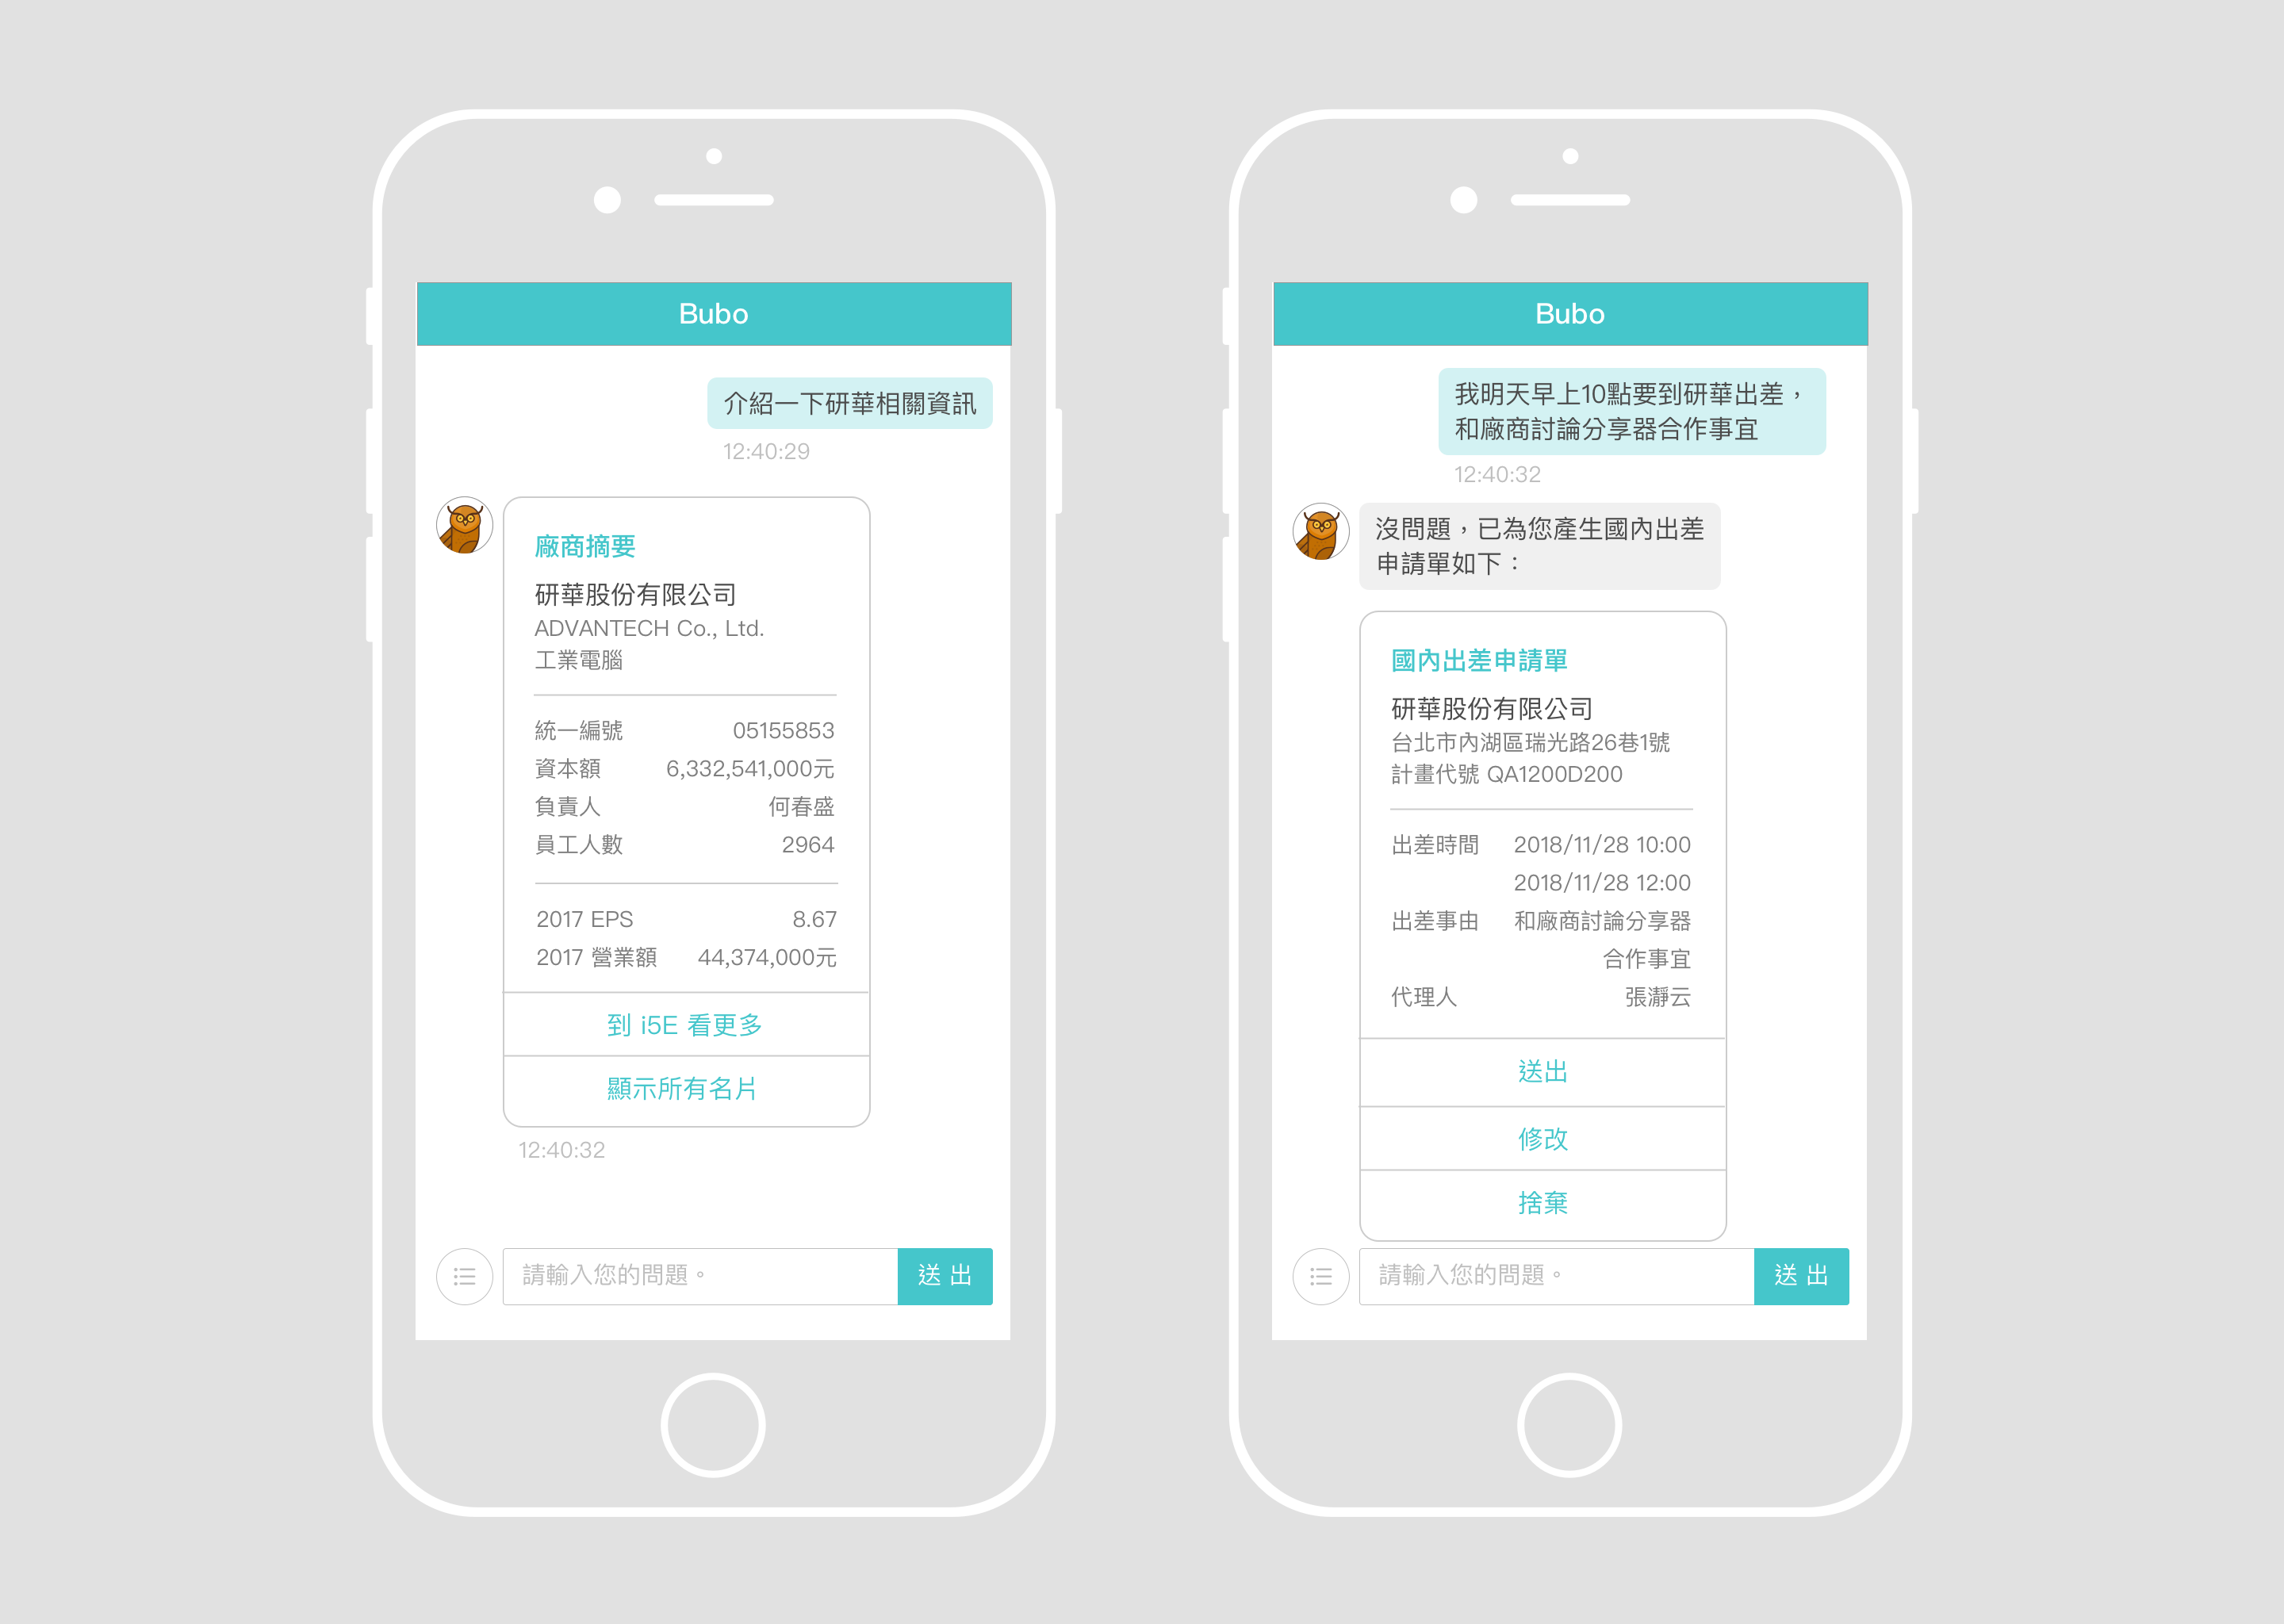 Bubo
介紹一下研華相關資訊
12:40:29
廠商摘要
研華股份有限公司
ADVANTECH Co., Ltd.
工業電腦
統一編號 05155853
資本額 6,332,541,000元
負責人 何春盛
員工人數 2964
2017 EPS 8.67
2017 營業額 44,374,000元
到 i5E 看更多
顯示所有名片
12:40:32
請輸入您的問題。 送 出
Bubo
我明天早上10點要到研華出差，
和廠商討論分享器合作事宜
12:40:32
沒問題，已為您產生國內出差
申請單如下：
國內出差申請單
研華股份有限公司
台北市內湖區瑞光路26巷1號
計畫代號 QA1200D200
出差時間 2018/11/28 10:00
2018/11/28 12:00
出差事由 和廠商討論分享器
合作事宜
代理人 張瀞云
送出
修改
捨棄
請輸入您的問題。 送 出